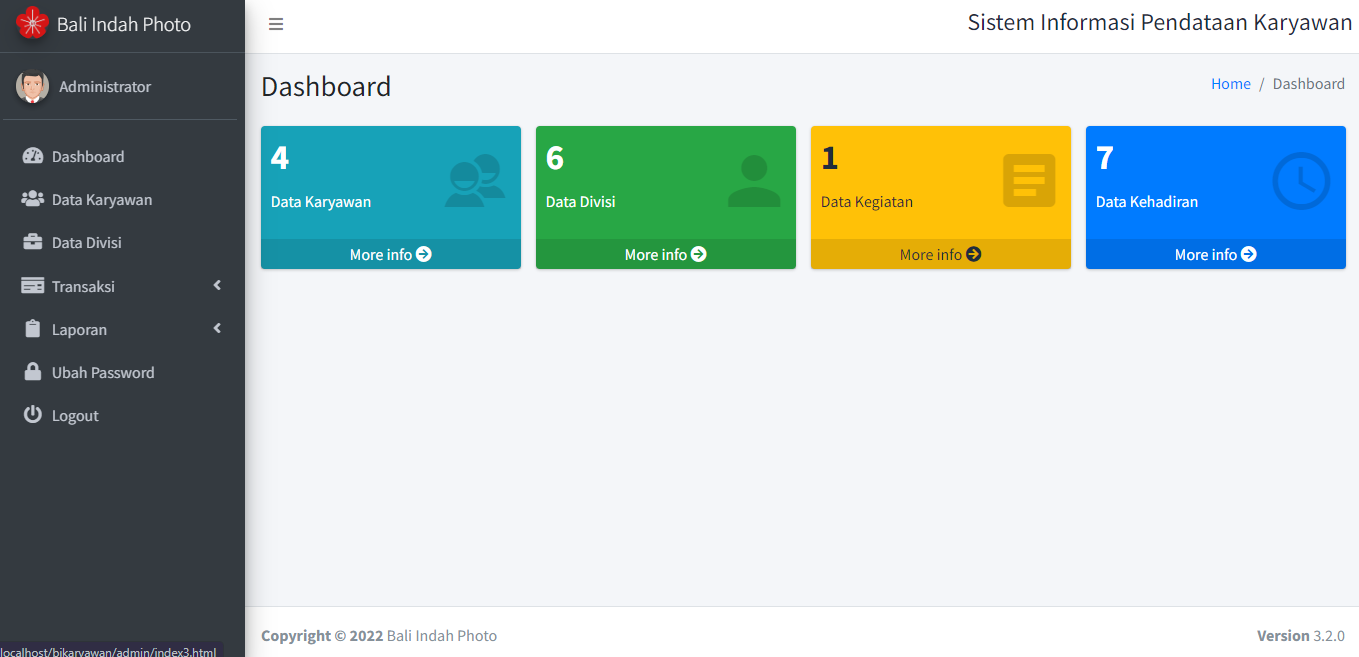 Bali Indah Photo
Sistem Informasi Pendataan Karyawan
Administrator
Dashboard
Data Karyawan
Data Divisi
Transaksi
Laporan
Ubah Password
Logout
Dashboard
Home / Dashboard
4
Data Karyawan
More info
6
Data Divisi
More info
1
Data Kegiatan
More info
7
Data Kehadiran
More info
Copyright © 2022 Bali Indah Photo
Version 3.2.0
localhost/bikaryawan/admin/index3.html